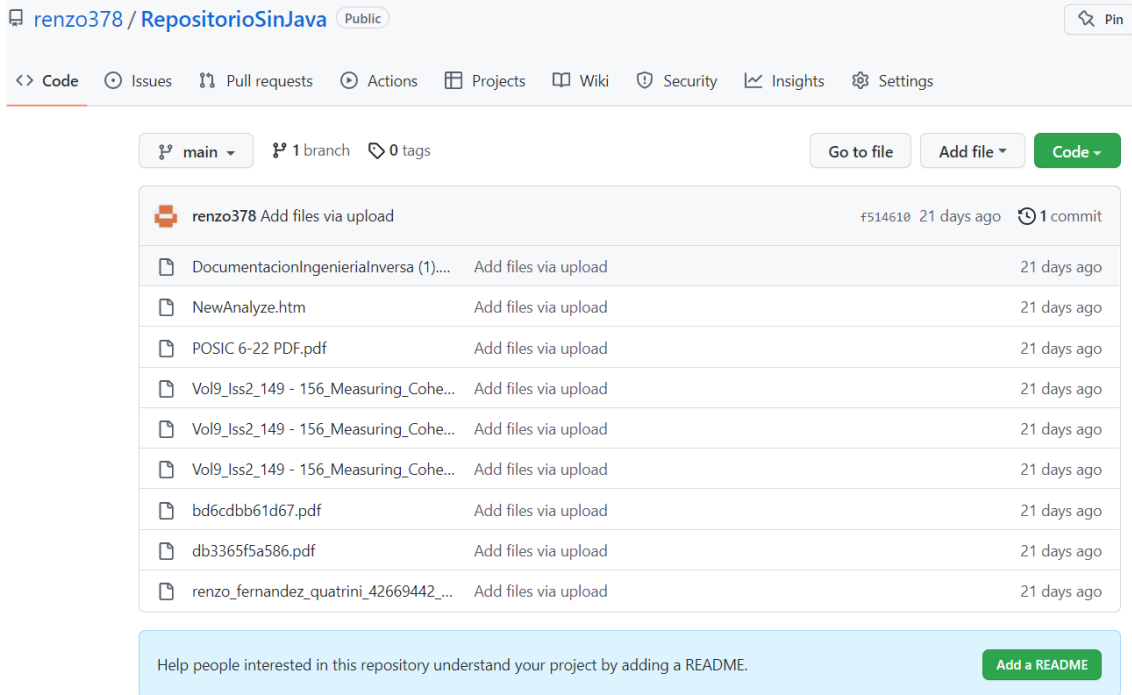 renzo378 / RepositorioSinJava Public Pin
Code Issues Pull requests Actions Projects Wiki Security Insights Settings
main 1 branch 0 tags Go to file Add file Code
renzo378 Add files via upload f514610 21 days ago 1 commit
DocumentacionIngenieriaInversa (1).... Add files via upload 21 days ago
NewAnalyze.htm Add files via upload 21 days ago
POSIC 6-22 PDF.pdf Add files via upload 21 days ago
Vol9_Iss2_149 - 156_Measuring_Cohe... Add files via upload 21 days ago
Vol9_Iss2_149 - 156_Measuring_Cohe... Add files via upload 21 days ago
Vol9_Iss2_149 - 156_Measuring_Cohe... Add files via upload 21 days ago
bd6cdbb61d67.pdf Add files via upload 21 days ago
db3365f5a586.pdf Add files via upload 21 days ago
renzo_fernandez_quatrini_42669442_... Add files via upload 21 days ago
Help people interested in this repository understand your project by adding a README. Add a README